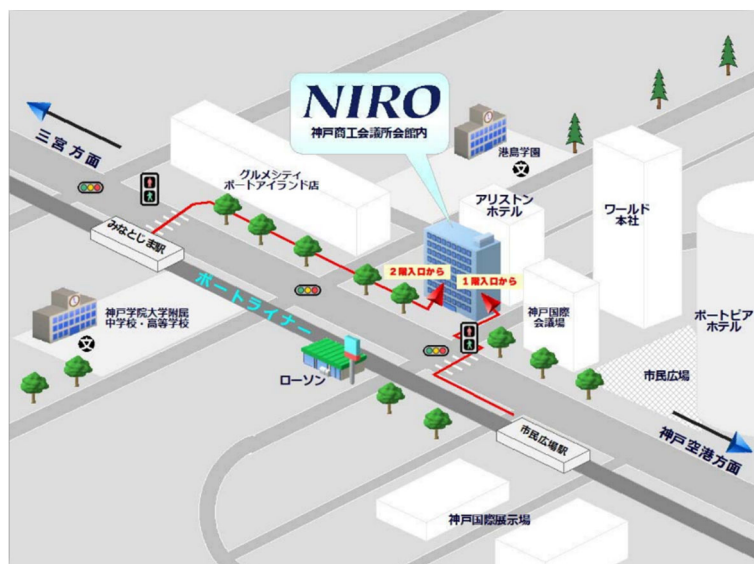 NIRO
神戸商工会議所会館内
三宮方面
港島学園
文
グルメシティ
ポートアイランド店
アリストン
ホテル
ワールド
本社
みなとじま駅
2階入口から
1階入口から
ポートライナー
神戸学院大学附属
中学校・高等学校
文
神戸国際
会議場
ポートピア
ホテル
ローソン
市民広場
市民広場駅
神戸空港方面
神戸国際展示場